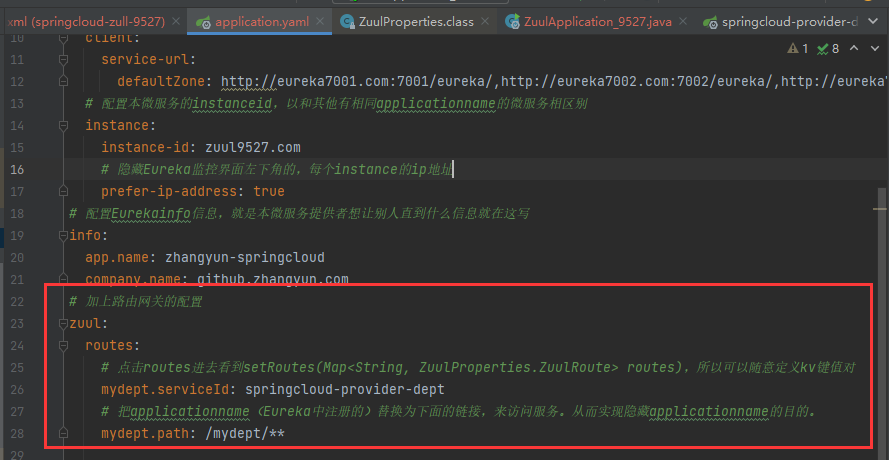 xml (springcloud-zull-9527) application.yaml ZuulProperties.class ZuulApplication_9527.java springcloud-provider-d
10 client:
1 8
11 service-url:
12 defaultZone: http://eureka7001.com:7001/eureka/,http://eureka7002.com:7002/eureka/,http://eureka7
13 # 配置本微服务的instanceid，以和其他有相同applicationname的微服务相区别
14 instance:
15 instance-id: zuul9527.com
16 # 隐藏Eureka监控界面左下角的，每个instance的ip地址
17 prefer-ip-address: true
18 # 配置Eurekainfo信息，就是本微服务提供者想让别人直到什么信息就在这写
19 info:
20 app.name: zhangyun-springcloud
21 company.name: github.zhangyun.com
22 # 加上路由网关的配置
23 zuul:
24 routes:
25 # 点击routes进去看到setRoutes(Map<String, ZuulProperties.ZuulRoute> routes)，所以可以随意定义kv键值对
26 mydept.serviceId: springcloud-provider-dept
27 # 把applicationname（Eureka中注册的）替换为下面的链接，来访问服务。从而实现隐藏applicationname的目的。
28 mydept.path: /mydept/**
29